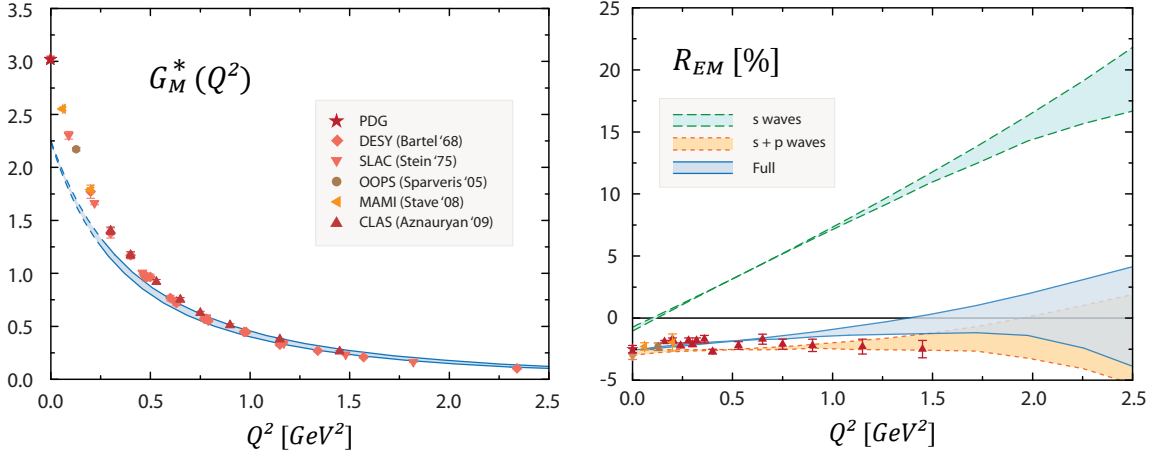 3.5
3.0
2.5
2.0
1.5
1.0
0.5
0.0
G*M (Q²)
PDG
DESY (Bartel ‘68)
SLAC (Stein ‘75)
OOPS (Sparveris ‘05)
MAMI (Stave ‘08)
CLAS (Aznauryan ‘09)
0.0 0.5 1.0 1.5 2.0 2.5
Q² [GeV²]
25
20
15
10
5
0
−5
REM [%]
s waves
s + p waves
Full
0.0 0.5 1.0 1.5 2.0 2.5
Q² [GeV²]